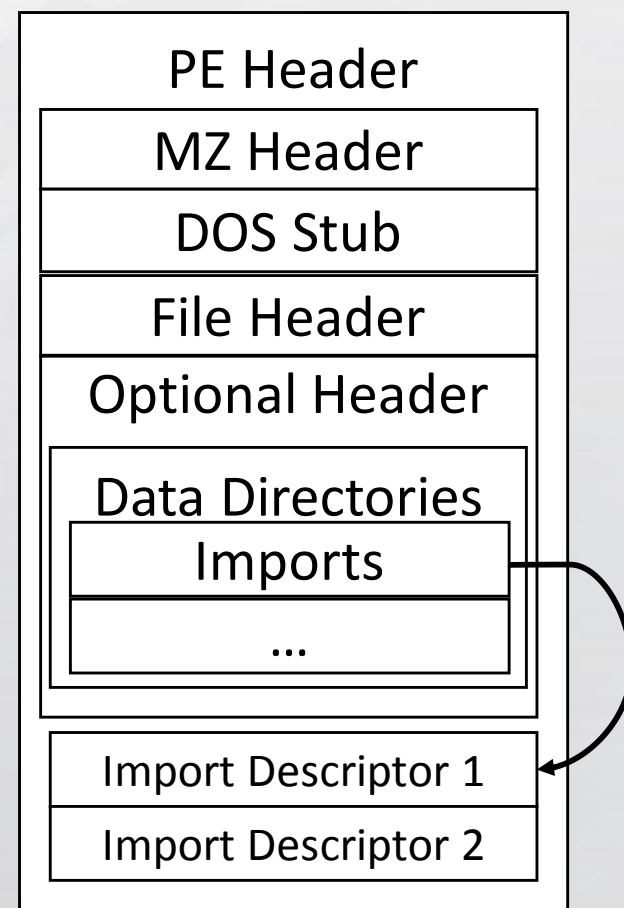 PE Header
MZ Header
DOS Stub
File Header
Optional Header
Data Directories
Imports
...
Import Descriptor 1
Import Descriptor 2